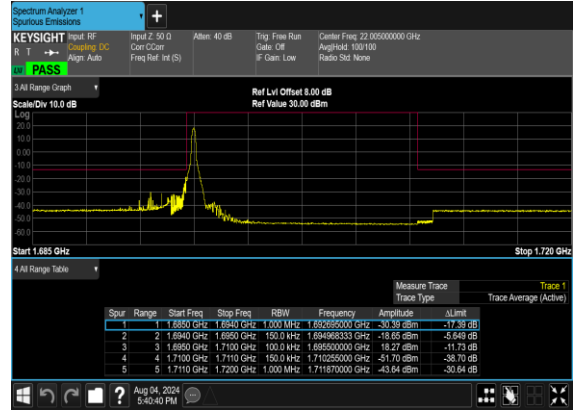 Spectrum Analyzer 1
Spurious Emissions
KEYSIGHT Input: RF Input Z: 50 Ω Atten: 40 dB Trig: Free Run Center Freq: 22.005000000 GHz
R T Coupling: DC Corr CCorr Gate: Off Avg|Hold: 100/100
Align: Auto Freq Ref: Int (S) IF Gain: Low Radio Std: None
PASS
3 All Range Graph
Ref Lvl Offset 8.00 dB
Scale/Div 10.0 dB Ref Value 30.00 dBm
Log
20.0
10.0
0.00
-10.0
-20.0
-30.0
-40.0
-50.0
-60.0
Start 1.685 GHz Stop 1.720 GHz
4 All Range Table
Measure Trace Trace 1
Trace Type Trace Average (Active)
Spur Range Start Freq Stop Freq RBW Frequency Amplitude ΔLimit
1 1 1.6850 GHz 1.6940 GHz 1.000 MHz 1.692695000 GHz -30.39 dBm -17.39 dB
2 2 1.6940 GHz 1.6950 GHz 150.0 kHz 1.694968333 GHz -18.65 dBm -5.649 dB
3 3 1.6950 GHz 1.7100 GHz 100.0 kHz 1.695500000 GHz 18.27 dBm -11.73 dB
4 4 1.7100 GHz 1.7110 GHz 150.0 kHz 1.710255000 GHz -51.70 dBm -38.70 dB
5 5 1.7110 GHz 1.7200 GHz 1.000 MHz 1.711870000 GHz -43.64 dBm -30.64 dB
? Aug 04, 2024
5:40:40 PM